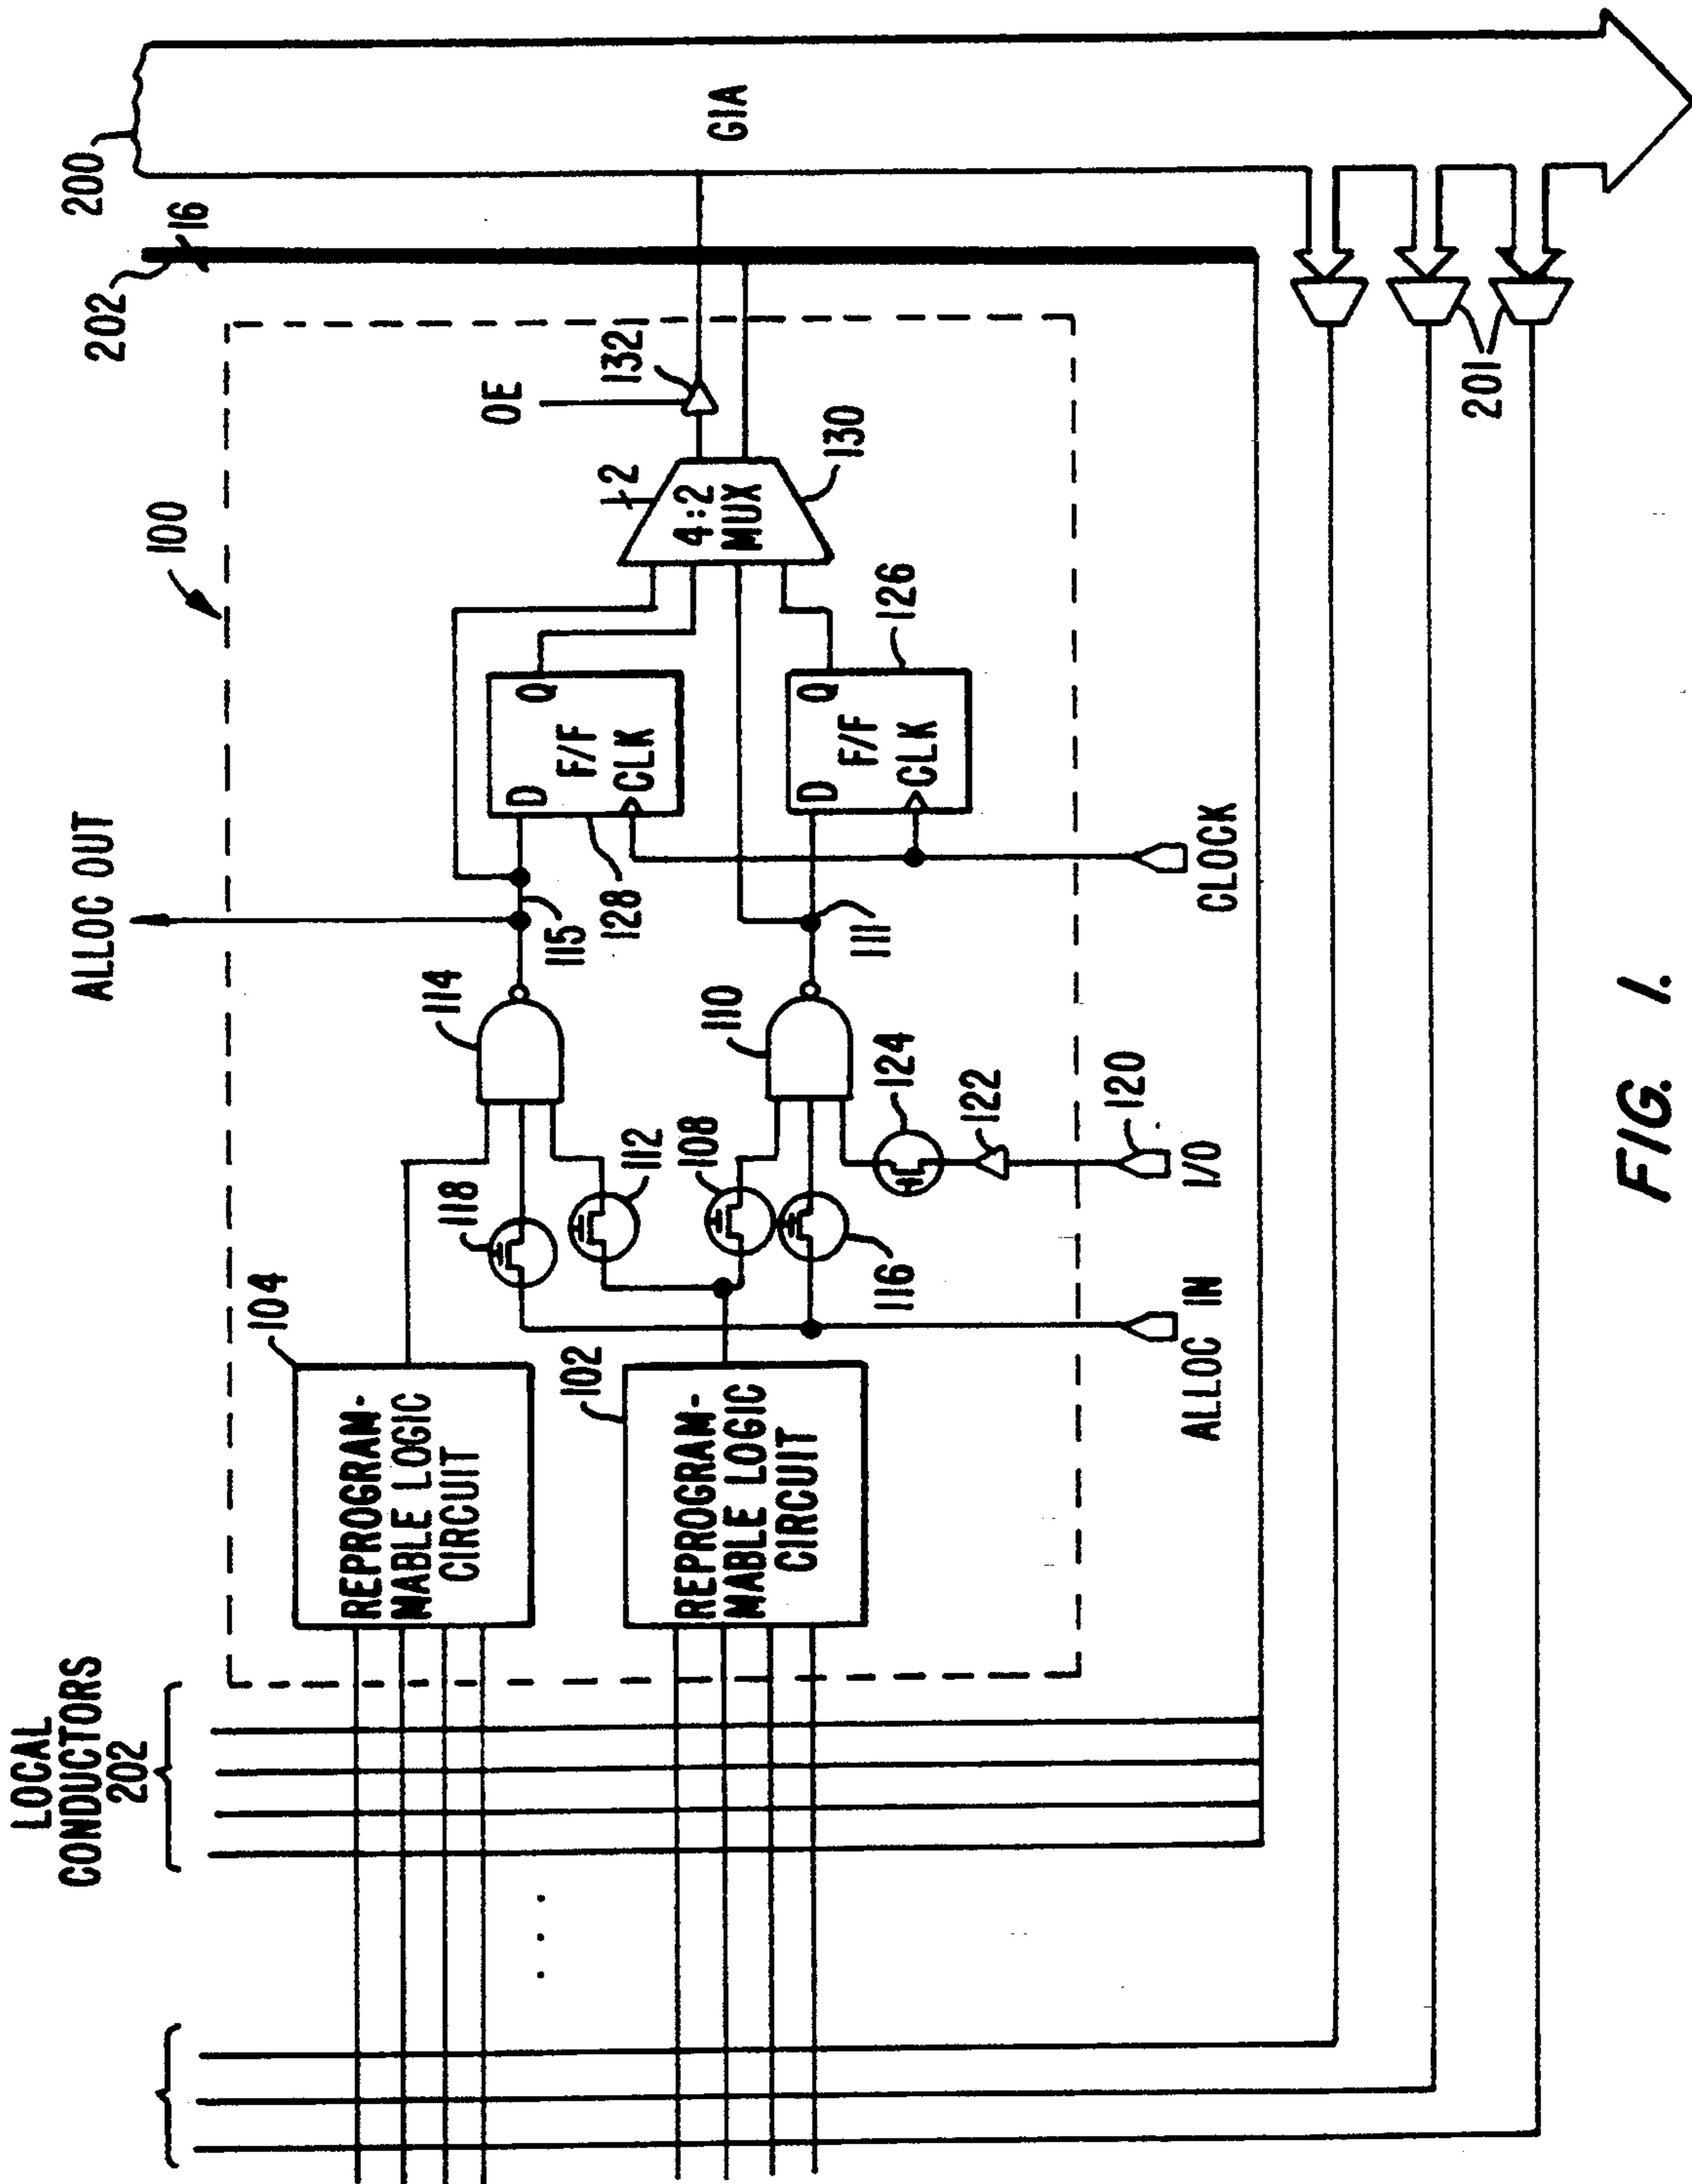 LOCAL
CONDUCTORS
202
100
202
16
200
ALLOC OUT
104
REPROGRAM-
MABLE LOGIC
CIRCUIT
102
REPROGRAM-
MABLE LOGIC
CIRCUIT
118
112
108
116
114
110
124
122
120
I/O
ALLOC IN
115
111
128
D
Q
F/F
CLK
D
Q
F/F
CLK
126
CLOCK
2
4:2
MUX
130
OE
132
GIA
201
FIG. 1.